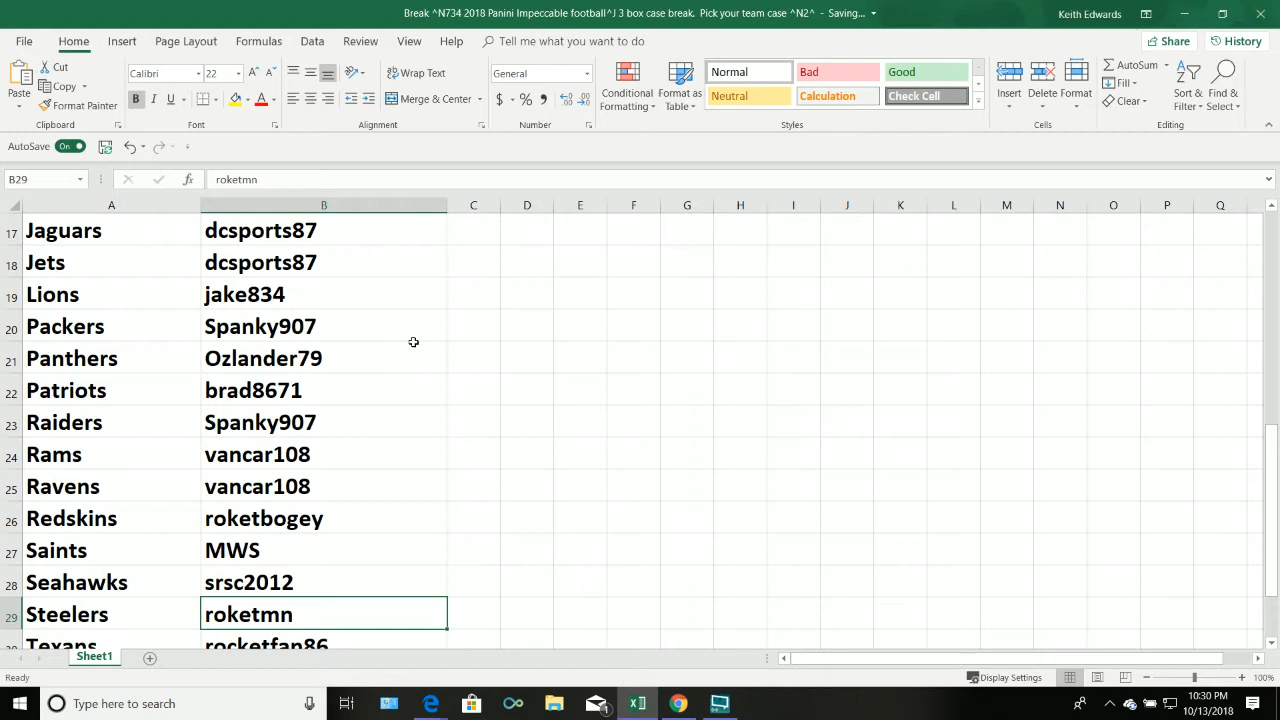 Break ^N734 2018 Panini Impeccable football^J 3 box case break. Pick your team case ^N2^ - Saving...
Keith Edwards
File Home Insert Page Layout Formulas Data Review View Help Tell me what you want to do Share History
Paste Cut Copy Format Painter
Calibri 22 A A
B I U
Wrap Text
Merge & Center
General
$ % ,
Conditional Formatting
Format as Table
Normal Bad Good
Neutral Calculation Check Cell
Insert Delete Format
AutoSum
Fill
Clear
Sort & Filter
Find & Select
Clipboard Font Alignment Number Styles Cells Editing
AutoSave On
B29 fx roketmn
A B C D E F G H I J K L M N O P Q
17 Jaguars dcsports87
18 Jets dcsports87
19 Lions jake834
20 Packers Spanky907
21 Panthers Ozlander79
22 Patriots brad8671
23 Raiders Spanky907
24 Rams vancar108
25 Ravens vancar108
26 Redskins roketbogey
27 Saints MWS
28 Seahawks srsc2012
29 Steelers roketmn
30 Texans rocketfan86
Sheet1
Ready Display Settings 100%
Type here to search
10:30 PM
10/13/2018